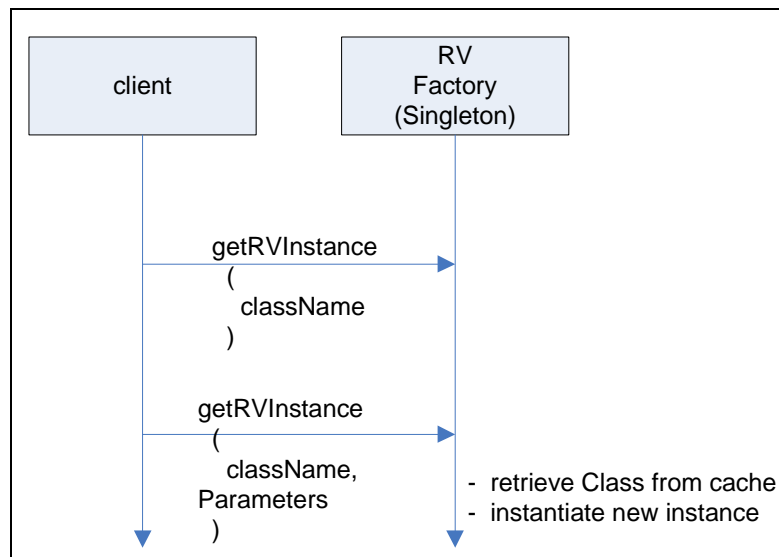 client
RV
Factory
(Singleton)
getRVInstance
(
className
)
getRVInstance
(
className,
Parameters
)
- retrieve Class from cache
- instantiate new instance